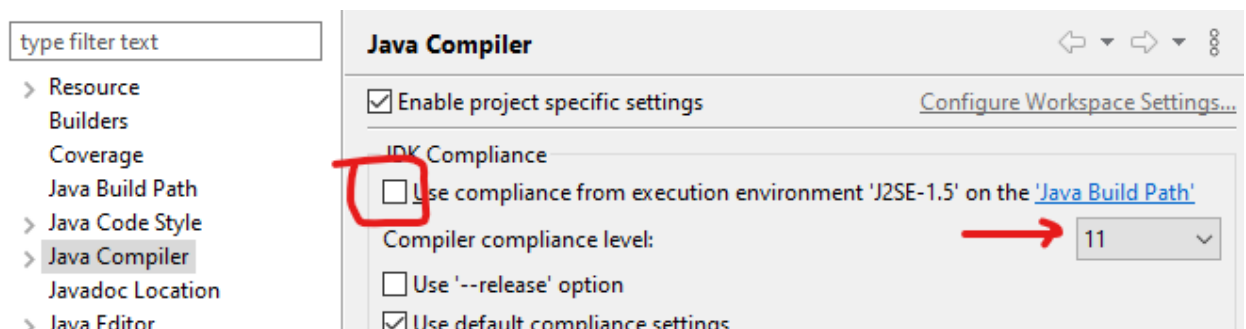 type filter text
Resource
Builders
Coverage
Java Build Path
Java Code Style
Java Compiler
Javadoc Location
Java Editor
Java Compiler
Enable project specific settings
Configure Workspace Settings...
JDK Compliance
Use compliance from execution environment 'J2SE-1.5' on the 'Java Build Path'
Compiler compliance level:
11
Use '--release' option
Use default compliance settings